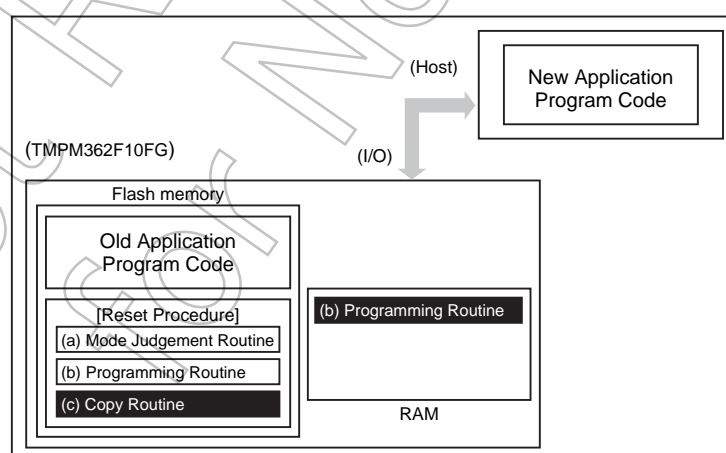 (Host)
New Application
Program Code
(TMPM362F10FG)
(I/O)
Flash memory
Old Application
Program Code
[Reset Procedure]
(a) Mode Judgement Routine
(b) Programming Routine
(c) Copy Routine
(b) Programming Routine
RAM